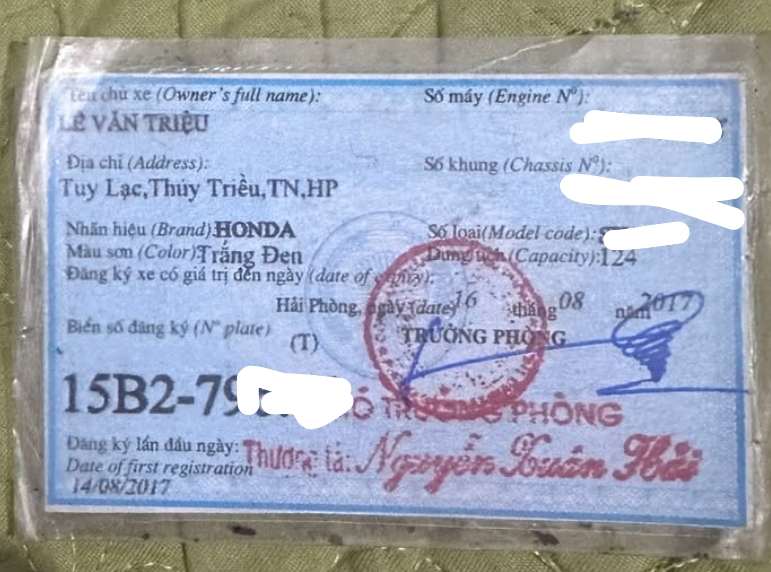 Tên chủ xe (Owner's full name):
Số máy (Engine Nº):
LÊ VĂN TRIỆU
Địa chỉ (Address):
Số khung (Chassis Nº):
Tuy Lạc,Thủy Triều,TN,HP
Nhãn hiệu (Brand):HONDA
Số loại(Model code):
Màu sơn (Color):Trắng Đen
Dung tích (Capacity):124
Đăng ký xe có giá trị đến ngày (date of expiry):
Hải Phòng, ngày (date) 16 tháng 08 năm 2017
Biển số đăng ký (Nº plate)
(T)
TRƯỞNG PHÒNG
15B2-79
PHÓ TRƯỞNG PHÒNG
Đăng ký lần đầu ngày:
Date of first registration
14/08/2017
Thượng tá: Nguyễn Xuân Hải